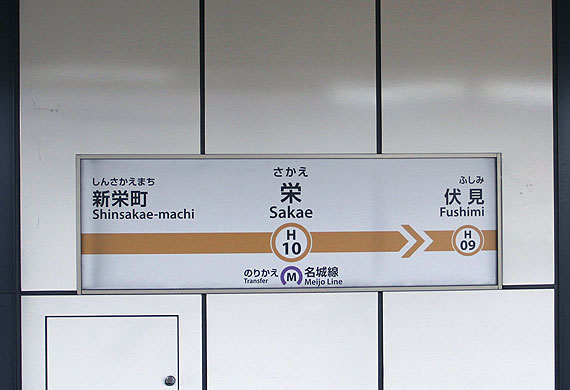 しんさかえまち
新栄町
Shinsakae-machi
さかえ
栄
Sakae
H
10
ふしみ
伏見
Fushimi
H
09
のりかえ
Transfer
M
名城線
Meijo Line